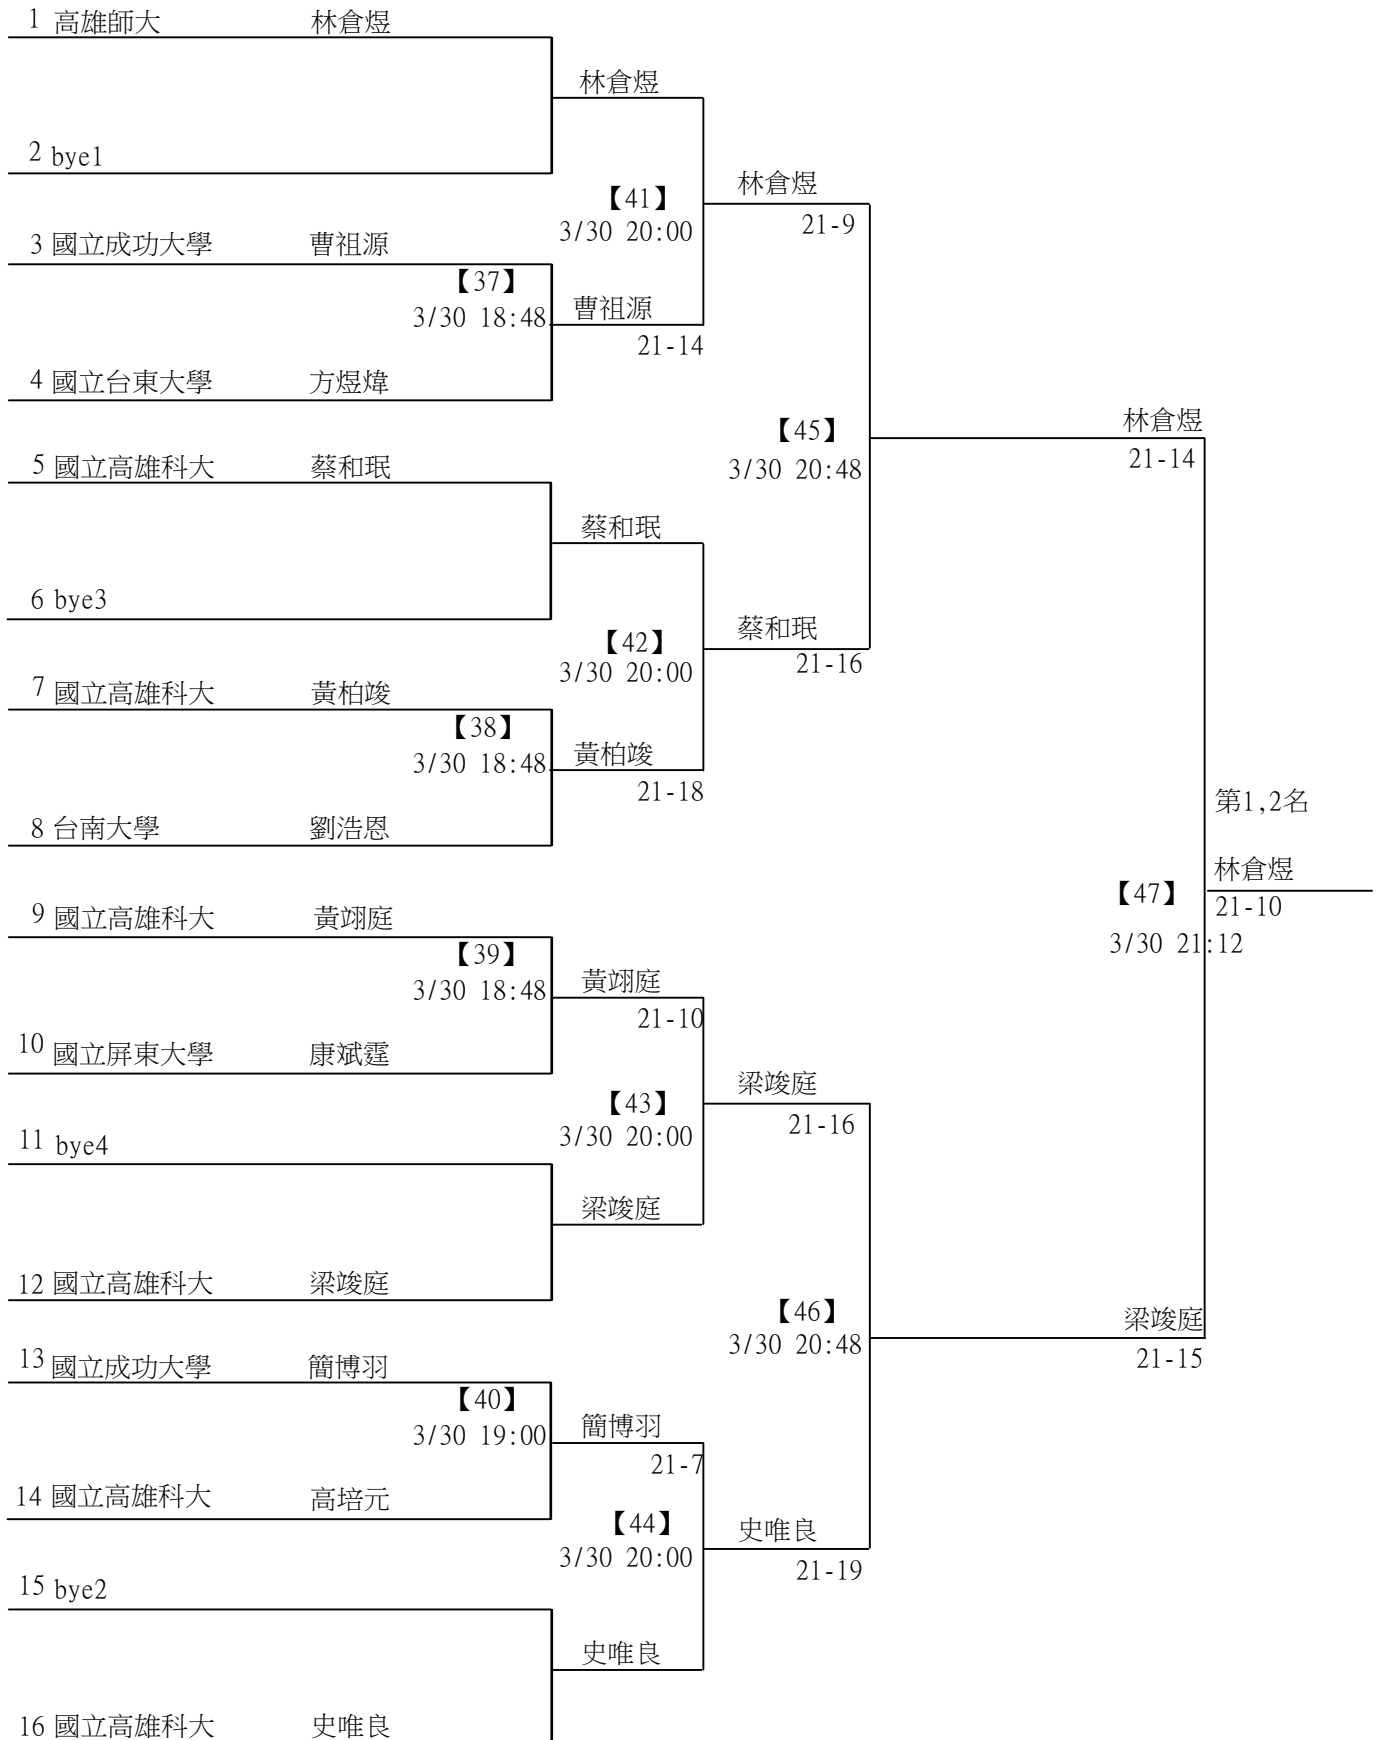 1 高雄師大 林倉煜
林倉煜
2 bye1
【41】
3/30 20:00
林倉煜
21-9
3 國立成功大學 曹祖源
【37】
3/30 18:48
曹祖源
21-14
4 國立台東大學 方煜煒
【45】
3/30 20:48
林倉煜
21-14
5 國立高雄科大 蔡和珉
蔡和珉
6 bye3
【42】
3/30 20:00
蔡和珉
21-16
7 國立高雄科大 黃柏竣
【38】
3/30 18:48
黃柏竣
21-18
8 台南大學 劉浩恩
第1,2名
林倉煜
【47】
21-10
3/30 21:12
9 國立高雄科大 黃翊庭
【39】
3/30 18:48
黃翊庭
21-10
10 國立屏東大學 康斌霆
【43】
3/30 20:00
梁竣庭
21-16
11 bye4
梁竣庭
12 國立高雄科大 梁竣庭
【46】
3/30 20:48
梁竣庭
21-15
13 國立成功大學 簡博羽
【40】
3/30 19:00
簡博羽
21-7
14 國立高雄科大 高培元
【44】
3/30 20:00
史唯良
21-19
15 bye2
史唯良
16 國立高雄科大 史唯良